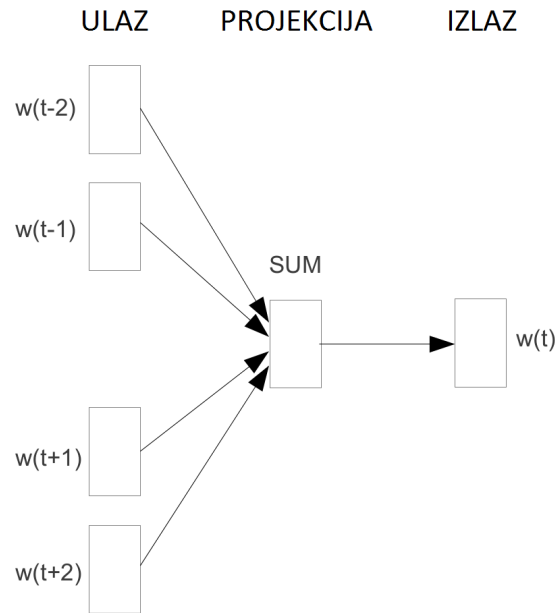 ULAZ PROJEKCIJA IZLAZ
w(t-2)
w(t-1)
SUM
w(t)
w(t+1)
w(t+2)